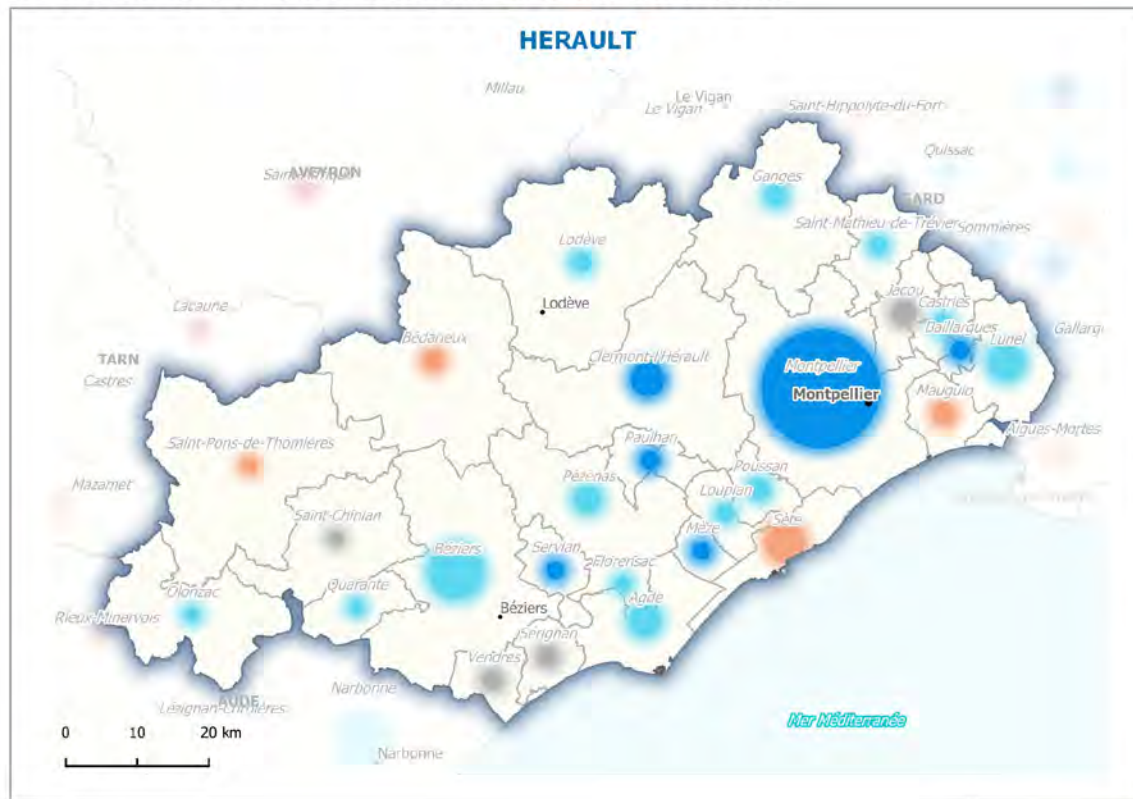 HERAULT
Millau
Le Vigan
Le Vigan
Saint-Hippolyte-du-Fort
Quissac
AVEYRON
Ganges
GARD
Saint-Mathieu-de-Tréviers
Sommières
Lodève
Lodève
Lacaune
Jacou
Castries
Baillargues
Lunel
Gallargu
Bédarieux
TARN
Castres
Clermont-l'Hérault
Montpellier
Montpellier
Mauguio
Aigues-Mortes
Saint-Pons-de-Thomières
Paulhan
Poussan
Mazamet
Pézenas
Loupian
Saint-Chinian
Sète
Mèze
Béziers
Servian
Florensac
Olonzac
Quarante
Agde
Rieux-Minervois
Béziers
Sérignan
Vendres
Narbonne
AUDE
Lézignan-Corbières
Mer Méditerranée
0 10 20 km
Narbonne